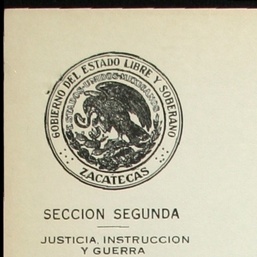 GOBIERNO DEL ESTADO LIBRE Y SOBERANO
ESTADOS-UNIDOS-MEXICANOS
ZACATECAS
SECCION SEGUNDA
JUSTICIA, INSTRUCCION
Y GUERRA